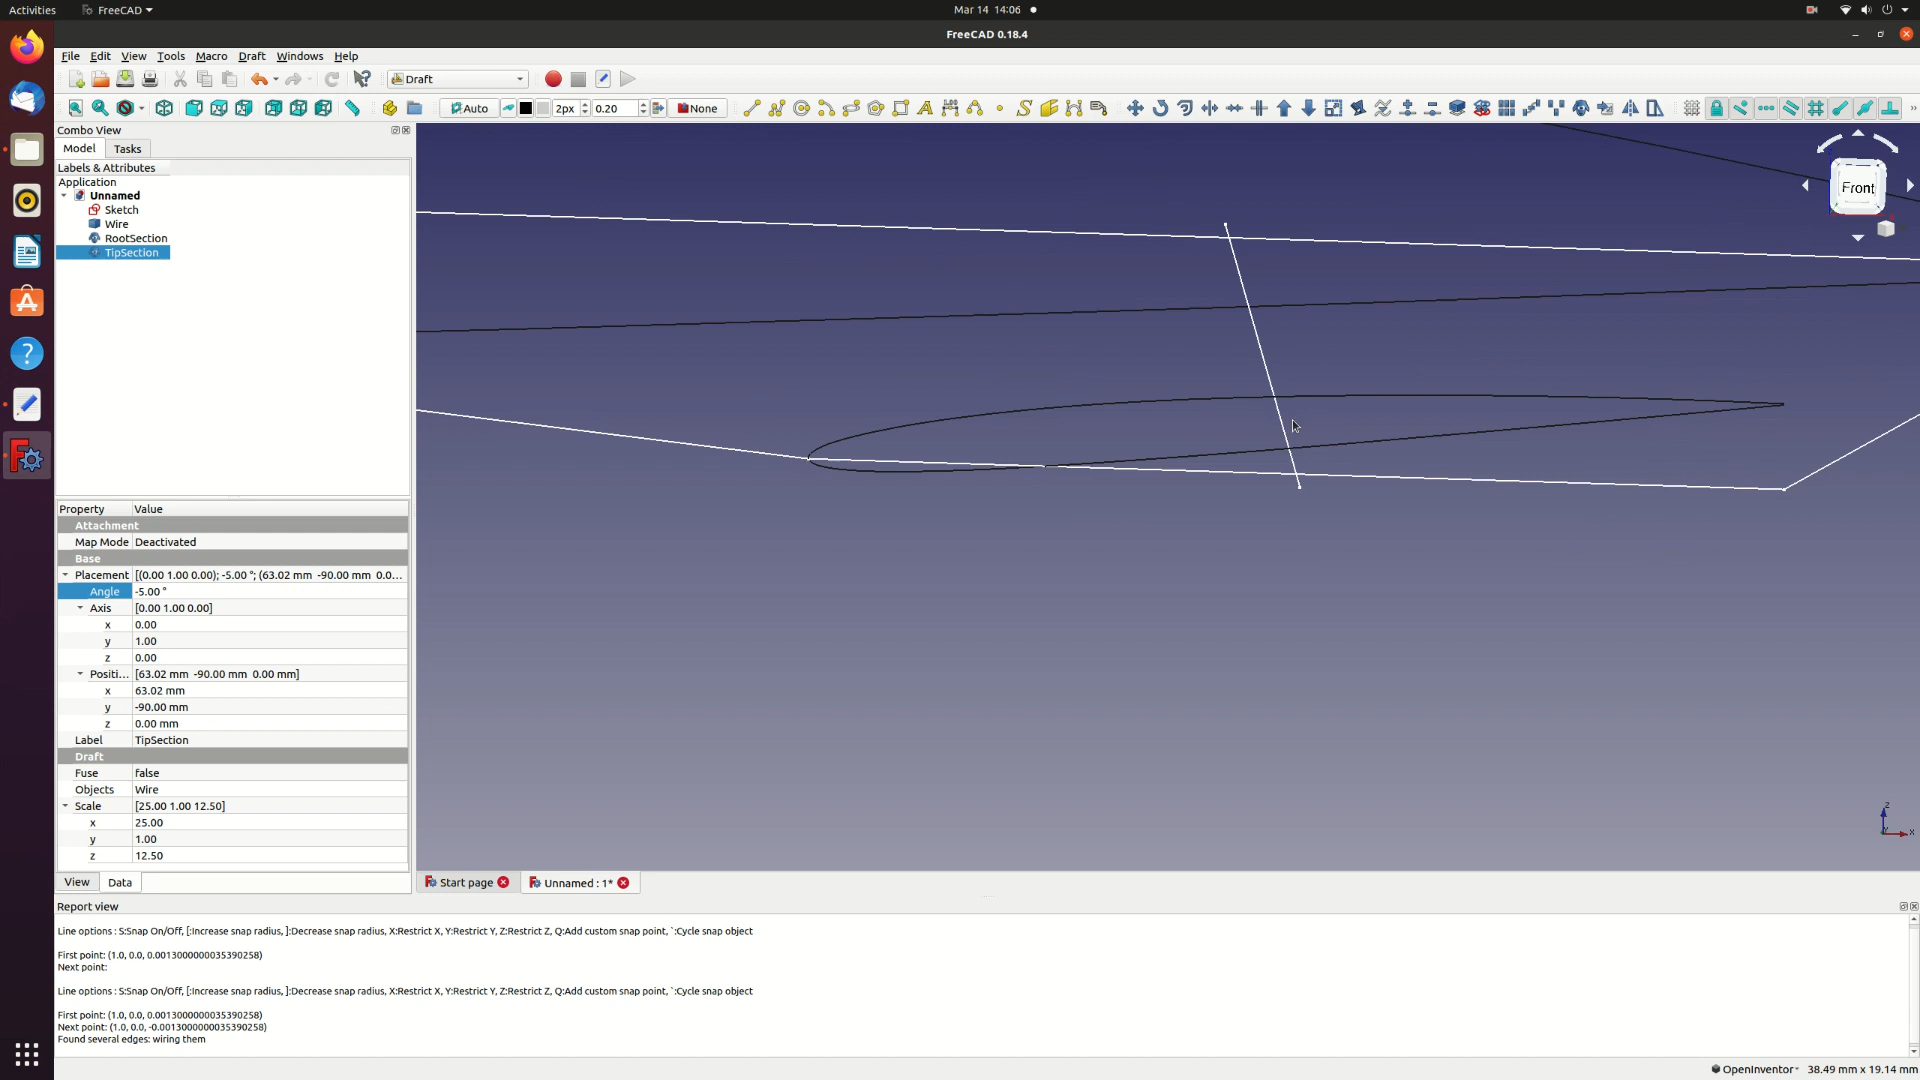 Activities
FreeCAD
Mar 14 14:06
FreeCAD 0.18.4
File Edit View Tools Macro Draft Windows Help
Draft
Auto
2px
0.20
None
Combo View
Model
Tasks
Labels & Attributes
Application
Unnamed
Sketch
Wire
RootSection
TipSection
Front
Property Value
Attachment
Map Mode Deactivated
Base
Placement [(0.00 1.00 0.00); -5.00 °; (63.02 mm -90.00 mm 0.0...
Angle -5.00 °
Axis [0.00 1.00 0.00]
x 0.00
y 1.00
z 0.00
Positi... [63.02 mm -90.00 mm 0.00 mm]
x 63.02 mm
y -90.00 mm
z 0.00 mm
Label TipSection
Draft
Fuse false
Objects Wire
Scale [25.00 1.00 12.50]
x 25.00
y 1.00
z 12.50
View
Data
z
x
Start page
Unnamed : 1*
Report view
Line options : S:Snap On/Off, [:Increase snap radius, ]:Decrease snap radius, X:Restrict X, Y:Restrict Y, Z:Restrict Z, Q:Add custom snap point, `:Cycle snap object
First point: (1.0, 0.0, 0.0013000000035390258)
Next point:
Line options : S:Snap On/Off, [:Increase snap radius, ]:Decrease snap radius, X:Restrict X, Y:Restrict Y, Z:Restrict Z, Q:Add custom snap point, `:Cycle snap object
First point: (1.0, 0.0, 0.0013000000035390258)
Next point: (1.0, 0.0, -0.0013000000035390258)
Found several edges: wiring them
OpenInventor
38.49 mm x 19.14 mm